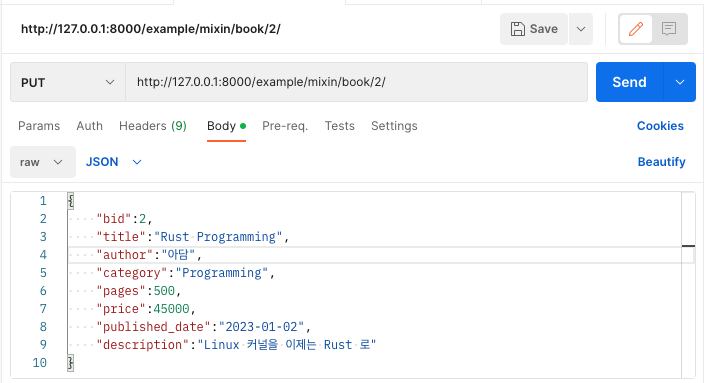 http://127.0.0.1:8000/example/mixin/book/2/
Save
PUT
http://127.0.0.1:8000/example/mixin/book/2/
Send
Params Auth Headers (9) Body Pre-req. Tests Settings Cookies
raw JSON Beautify
1 {
2 "bid":2,
3 "title":"Rust Programming",
4 "author":"아담",
5 "category":"Programming",
6 "pages":500,
7 "price":45000,
8 "published_date":"2023-01-02",
9 "description":"Linux 커널을 이제는 Rust 로"
10 }